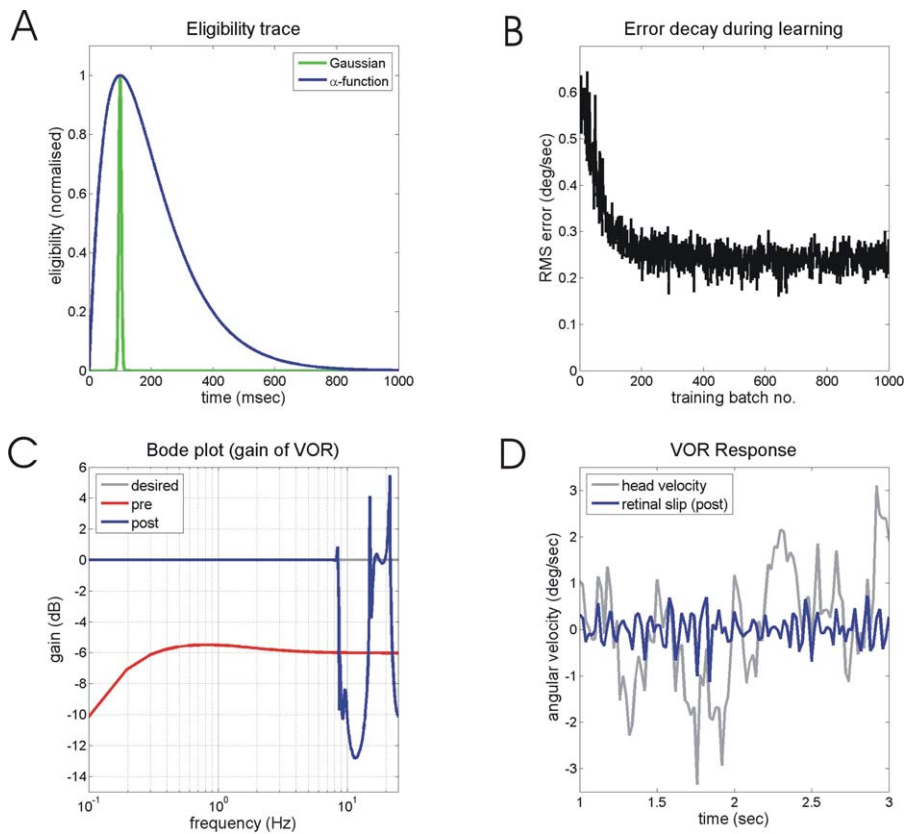 A
Eligibility trace
Gaussian
α-function
1
0.8
0.6
0.4
0.2
0
eligibility (normalised)
0 200 400 600 800 1000
time (msec)
B
Error decay during learning
0.6
0.5
0.4
0.3
0.2
0.1
0
RMS error (deg/sec)
0 200 400 600 800 1000
training batch no.
C
Bode plot (gain of VOR)
desired
pre
post
6
4
2
0
-2
-4
-6
-8
-10
-12
-14
gain (dB)
10⁻¹ 10⁰ 10¹
frequency (Hz)
D
VOR Response
head velocity
retinal slip (post)
3
2
1
0
-1
-2
-3
angular velocity (deg/sec)
1 1.5 2 2.5 3
time (sec)